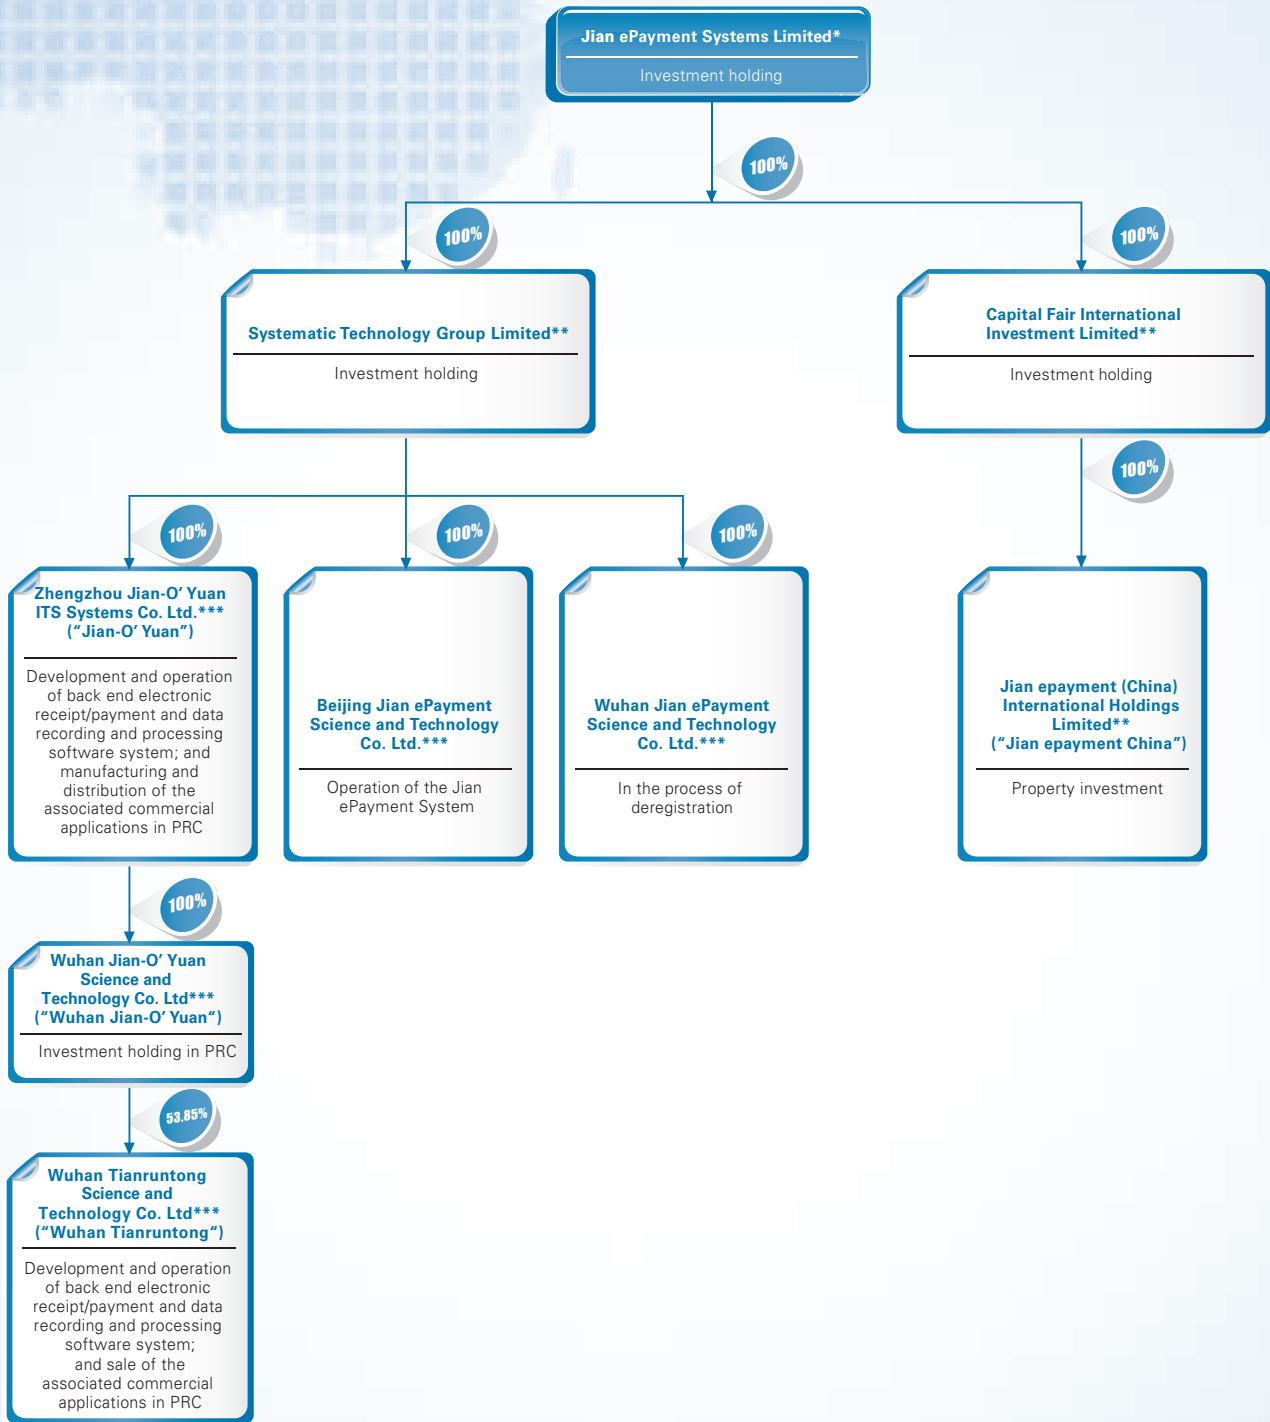 Jian ePayment Systems Limited*
Investment holding
100%
100%
100%
Systematic Technology Group Limited**
Investment holding
Capital Fair International
Investment Limited**
Investment holding
100%
100%
100%
100%
Zhengzhou Jian-O' Yuan
ITS Systems Co. Ltd.***
("Jian-O' Yuan")
Development and operation
of back end electronic
receipt/payment and data
recording and processing
software system; and
manufacturing and
distribution of the
associated commercial
applications in PRC
Beijing Jian ePayment
Science and Technology
Co. Ltd.***
Operation of the Jian
ePayment System
Wuhan Jian ePayment
Science and Technology
Co. Ltd.***
In the process of
deregistration
Jian epayment (China)
International Holdings
Limited**
("Jian epayment China")
Property investment
100%
Wuhan Jian-O' Yuan
Science and
Technology Co. Ltd***
("Wuhan Jian-O' Yuan")
Investment holding in PRC
53.85%
Wuhan Tianruntong
Science and
Technology Co. Ltd***
("Wuhan Tianruntong")
Development and operation
of back end electronic
receipt/payment and data
recording and processing
software system;
and sale of the
associated commercial
applications in PRC